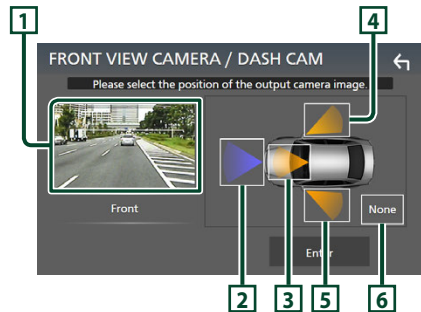 1
4
FRONT VIEW CAMERA / DASH CAM
Please select the position of the output camera image.
Front
None
Enter
2
3
5
6